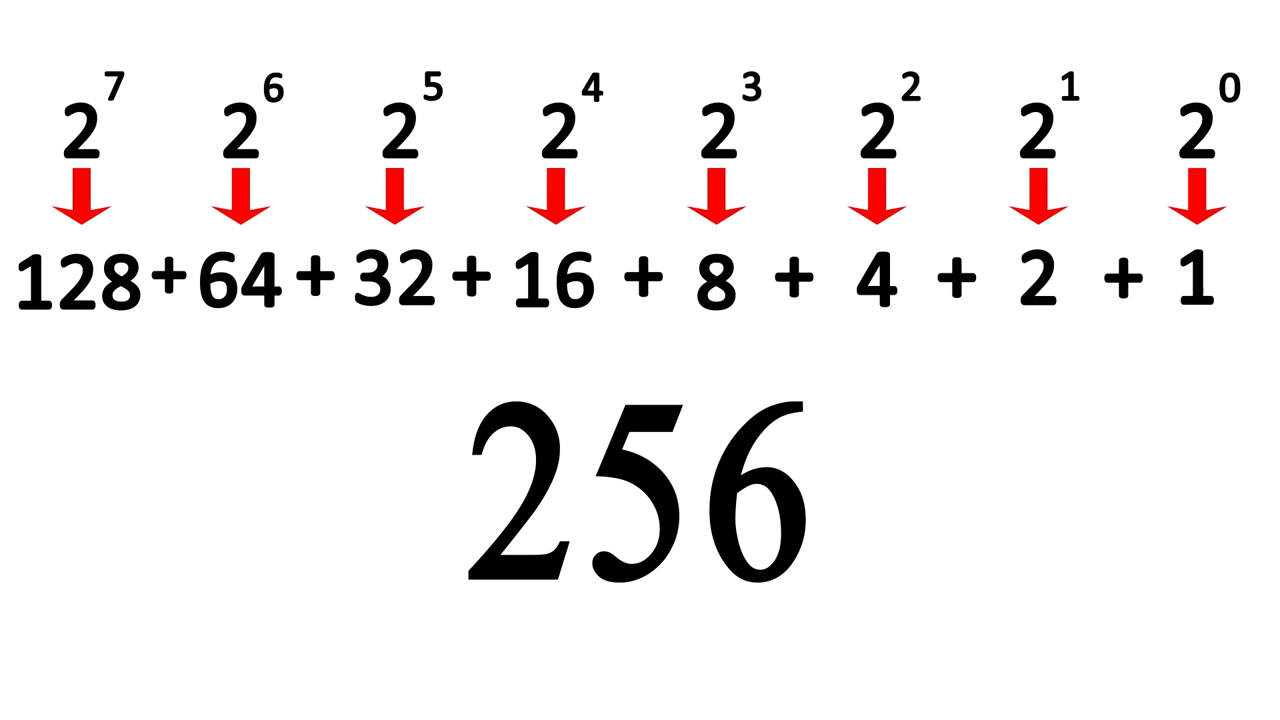 2⁷ 2⁶ 2⁵ 2⁴ 2³ 2² 2¹ 2⁰
128 + 64 + 32 + 16 + 8 + 4 + 2 + 1
256